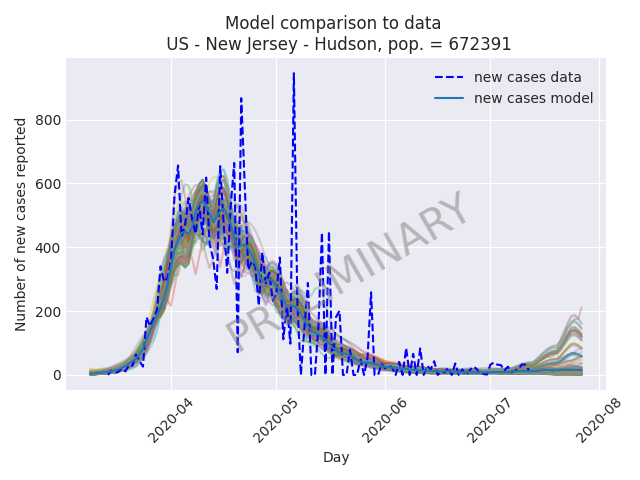 Model comparison to data
US - New Jersey - Hudson, pop. = 672391
new cases data
new cases model
Number of new cases reported
800
600
400
200
0
PRELIMINARY
2020-04
2020-05
2020-06
2020-07
2020-08
Day